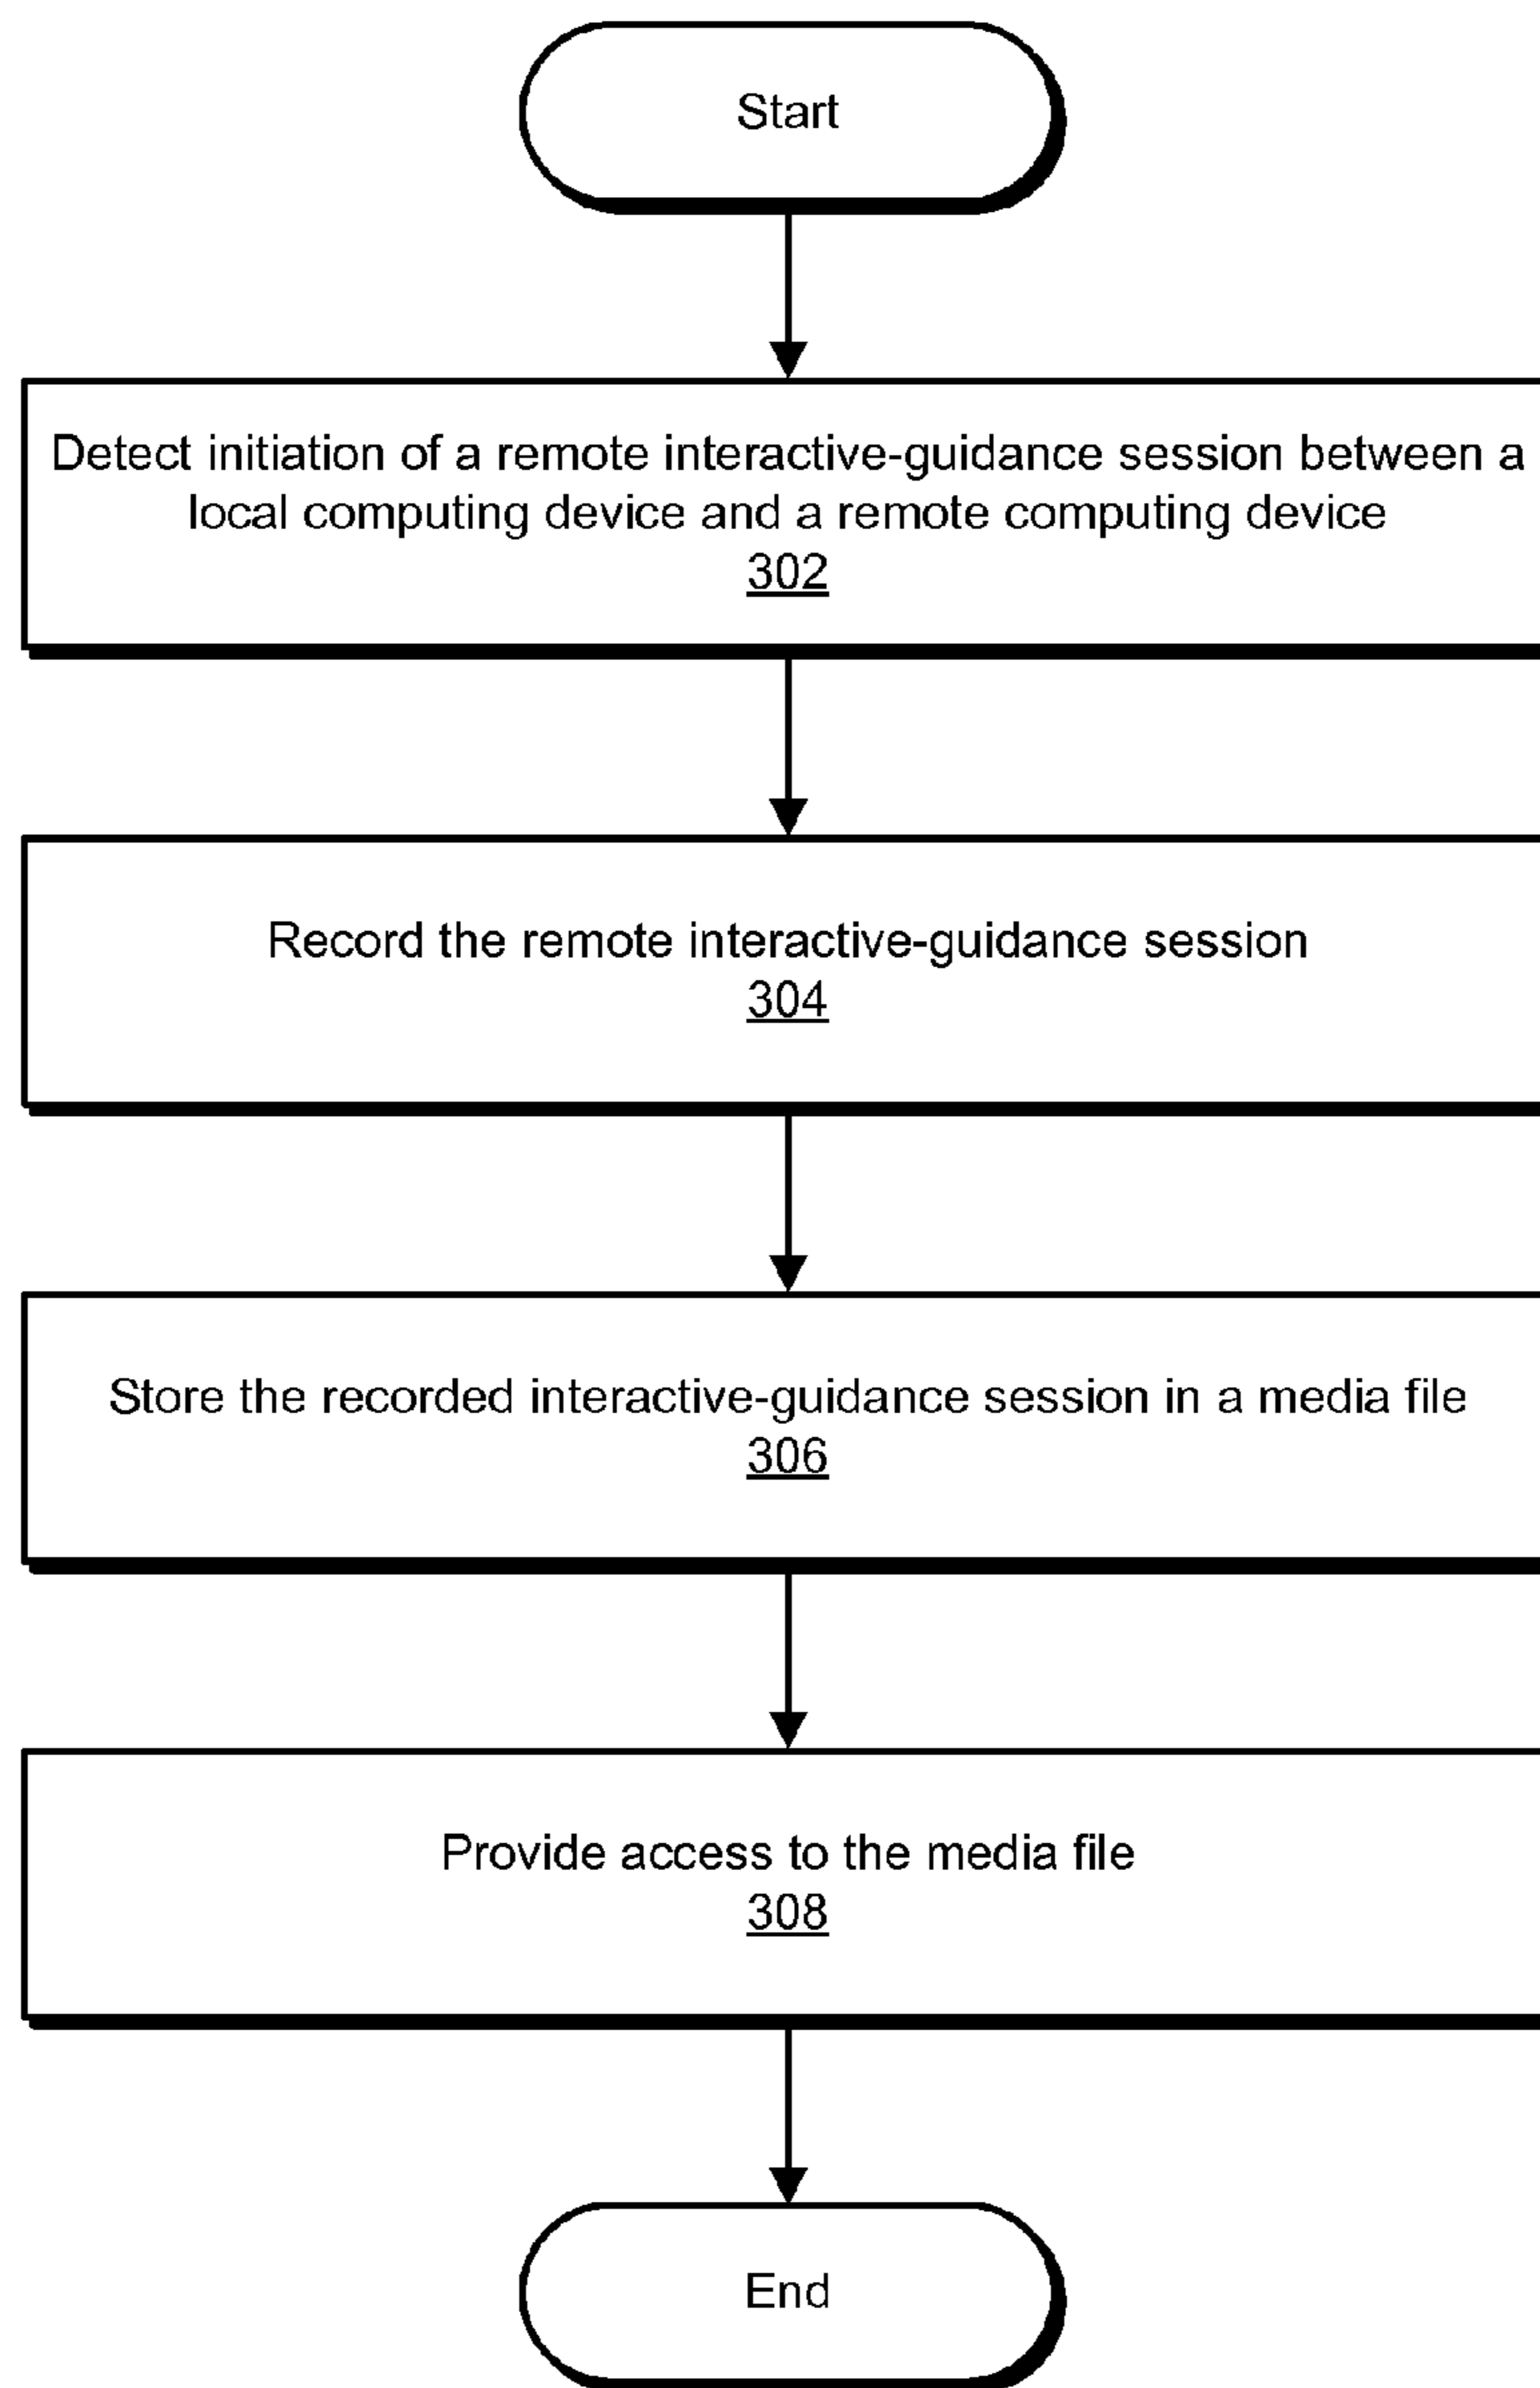 Start
Detect initiation of a remote interactive-guidance session between a
local computing device and a remote computing device
302
Record the remote interactive-guidance session
304
Store the recorded interactive-guidance session in a media file
306
Provide access to the media file
308
End